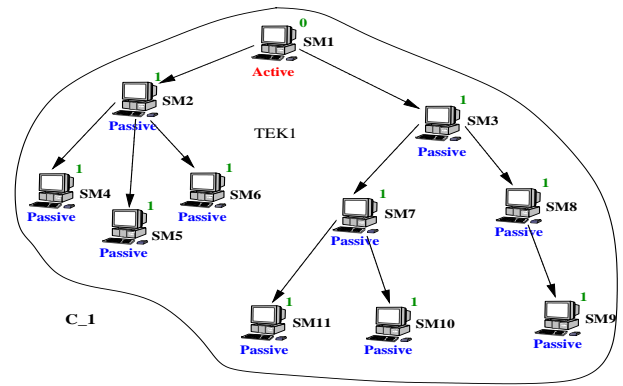 0
SM1
Active
1
SM2
Passive
1
SM3
Passive
TEK1
1
SM4
Passive
1
SM5
Passive
1
SM6
Passive
1
SM7
Passive
1
SM8
Passive
C_1
1
SM11
Passive
1
SM10
Passive
1
SM9
Passive